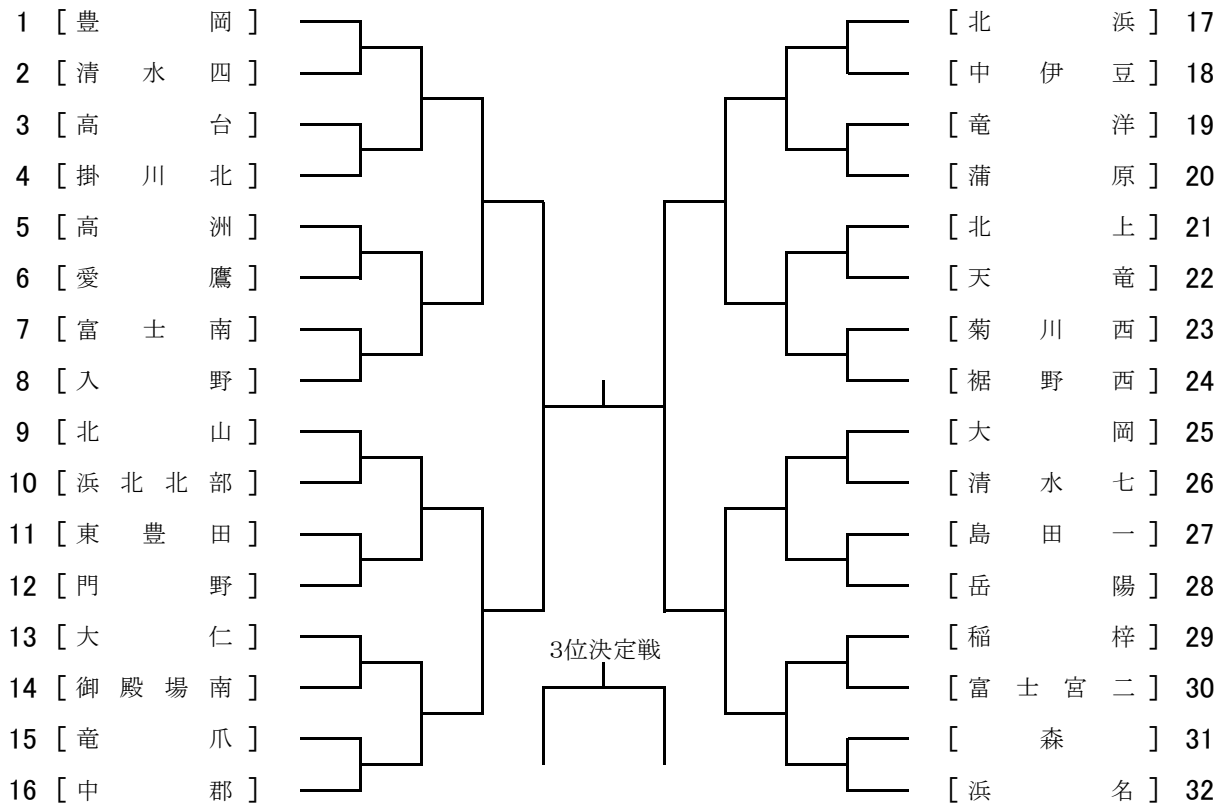 1 [ 豊 岡 ]
2 [ 清 水 四 ]
3 [ 高 台 ]
4 [ 掛 川 北 ]
5 [ 高 洲 ]
6 [ 愛 鷹 ]
7 [ 富 士 南 ]
8 [ 入 野 ]
9 [ 北 山 ]
10 [ 浜 北 北 部 ]
11 [ 東 豊 田 ]
12 [ 門 野 ]
13 [ 大 仁 ]
14 [ 御 殿 場 南 ]
15 [ 竜 爪 ]
16 [ 中 郡 ]
3位決定戦
[ 北 浜 ] 17
[ 中 伊 豆 ] 18
[ 竜 洋 ] 19
[ 蒲 原 ] 20
[ 北 上 ] 21
[ 天 竜 ] 22
[ 菊 川 西 ] 23
[ 裾 野 西 ] 24
[ 大 岡 ] 25
[ 清 水 七 ] 26
[ 島 田 一 ] 27
[ 岳 陽 ] 28
[ 稲 梓 ] 29
[ 富 士 宮 二 ] 30
[ 森 ] 31
[ 浜 名 ] 32